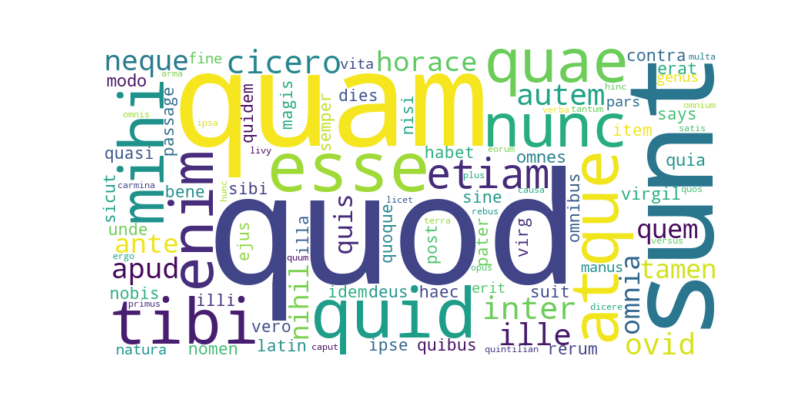 neque fine cicero vita horace quae contra multa
modo arma quam erat genus
mihi passage quidem magis dies semper nisi autem pars hinc says
omnis ipsa nunc verba tantum item omnium sunt
quasi livy habet omnes eorum satis quia
enim esse etiam atque
sicut carmina bene hunc sibi plus sine causa omnibus virgil quos
unde ejus illa quis quoque licet post terra pater rebus virg quem versus
ante quod
apud ergo quum opus omnia tamen
nobis primus illi nihil idem deus haec erit suit manus
tibi vero quid inter ille dicere
natura nomen latin caput ipse quibus quintilian rerum ovid